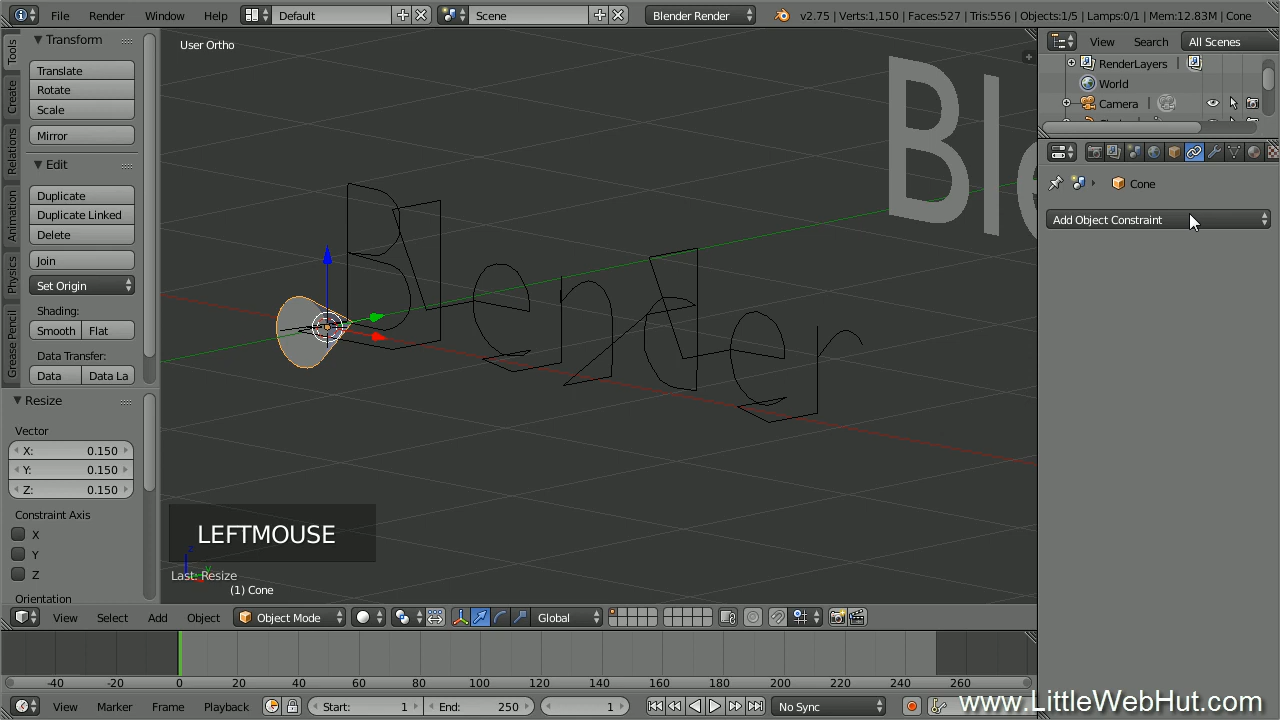 File Render Window Help Default Scene Blender Render v2.75 | Verts:1,150 | Faces:527 | Tris:556 | Objects:1/5 | Lamps:0/1 | Mem:12.83M | Cone
Tools
Create
Relations
Animation
Physics
Grease Pencil
Transform
Translate
Rotate
Scale
Mirror
Edit
Duplicate
Duplicate Linked
Delete
Join
Set Origin
Shading:
Smooth Flat
Data Transfer:
Data Data La
Resize
Vector
X: 0.150
Y: 0.150
Z: 0.150
Constraint Axis
X
Y
Z
Orientation
User Ortho
Ble
Blender
LEFTMOUSE
Last: Resize
(1) Cone
View Select Add Object Object Mode Global
-40 -20 0 20 40 60 80 100 120 140 160 180 200 220 240 260
View Marker Frame Playback Start: 1 End: 250 1 No Sync
View Search All Scenes
RenderLayers
World
Camera
Cone
Add Object Constraint
www.LittleWebHut.com